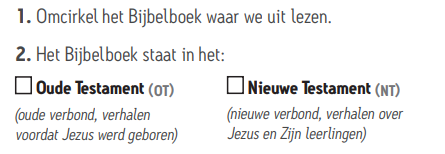 1. Omcirkel het Bijbelboek waar we uit lezen.
2. Het Bijbelboek staat in het:
Oude Testament (OT)
(oude verbond, verhalen
voordat Jezus werd geboren)
Nieuwe Testament (NT)
(nieuwe verbond, verhalen over
Jezus en Zijn leerlingen)